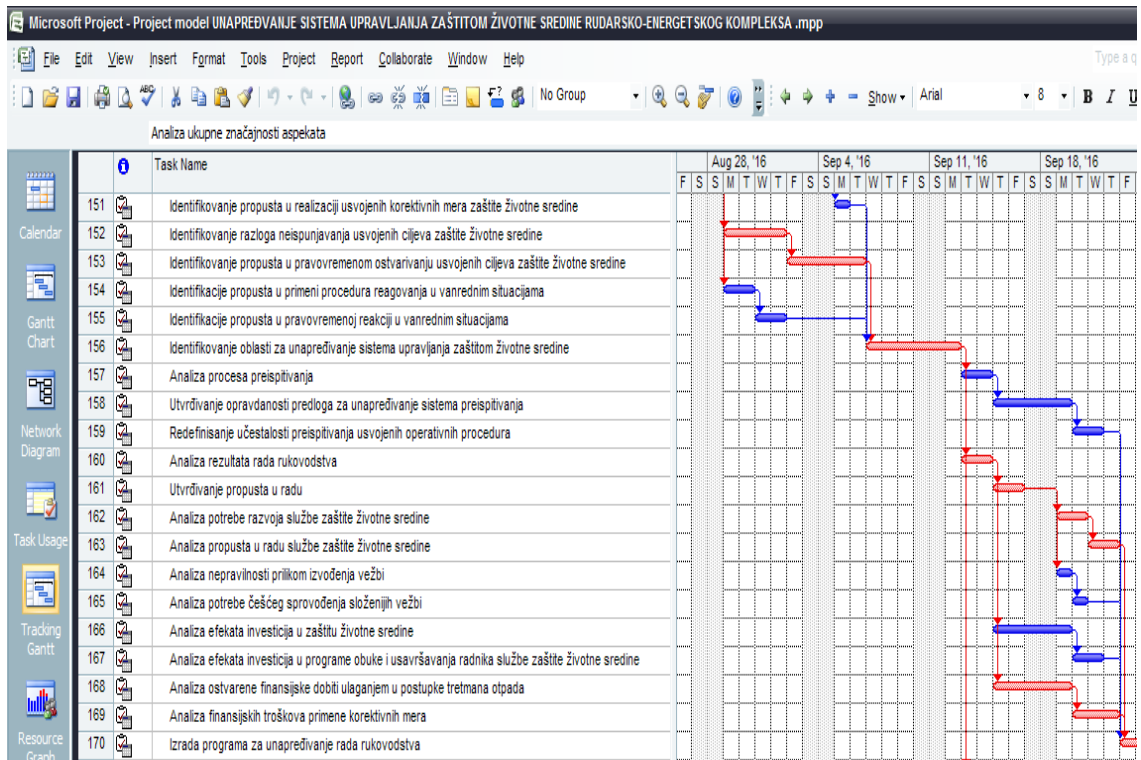 Microsoft Project - Project model UNAPREĐVANJE SISTEMA UPRAVLJANJA ZAŠTITOM ŽIVOTNE SREDINE RUDARSKO-ENERGETSKOG KOMPLEKSA .mpp
File Edit View Insert Format Tools Project Report Collaborate Window Help Type a q
ABC No Group Show Arial 8 B I U
Analiza ukupne značajnosti aspekata
Task Name Aug 28, '16 Sep 4, '16 Sep 11, '16 Sep 18, '16
F S S M T W T F S S M T W T F S S M T W T F S S M T W T F
151 Identifikovanje propusta u realizaciji usvojenih korektivnih mera zaštite životne sredine
Calendar
152 Identifikovanje razloga neispunjavanja usvojenih ciljeva zaštite životne sredine
153 Identifikovanje propusta u pravovremenom ostvarivanju usvojenih ciljeva zaštite životne sredine
154 Identifikacije propusta u primeni procedura reagovanja u vanrednim situacijama
155 Identifikacije propusta u pravovremenoj reakciji u vanrednim situacijama
Gantt Chart
156 Identifikovanje oblasti za unapređivanje sistema upravljanja zaštitom životne sredine
157 Analiza procesa preispitivanja
158 Utvrđivanje opravdanosti predloga za unapređivanje sistema preispitivanja
159 Redefinisanje učestalosti preispitivanja usvojenih operativnih procedura
Network Diagram
160 Analiza rezultata rada rukovodstva
161 Utvrđivanje propusta u radu
162 Analiza potrebe razvoja službe zaštite životne sredine
Task Usage
163 Analiza propusta u radu službe zaštite životne sredine
164 Analiza nepravilnosti prilikom izvođenja vežbi
165 Analiza potrebe češćeg sprovođenja složenijih vežbi
166 Analiza efekata investicija u zaštitu životne sredine
Tracking Gantt
167 Analiza efekata investicija u programe obuke i usavršavanja radnika službe zaštite životne sredine
168 Analiza ostvarene finansijske dobiti ulaganjem u postupke tretmana otpada
169 Analiza finansijskih troškova primene korektivnih mera
170 Izrada programa za unapređivanje rada rukovodstva
Resource Graph